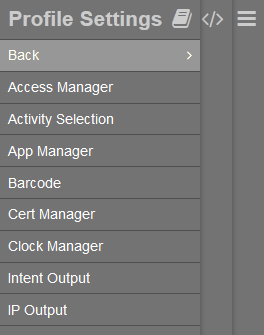 Profile Settings </>
Back
Access Manager
Activity Selection
App Manager
Barcode
Cert Manager
Clock Manager
Intent Output
IP Output